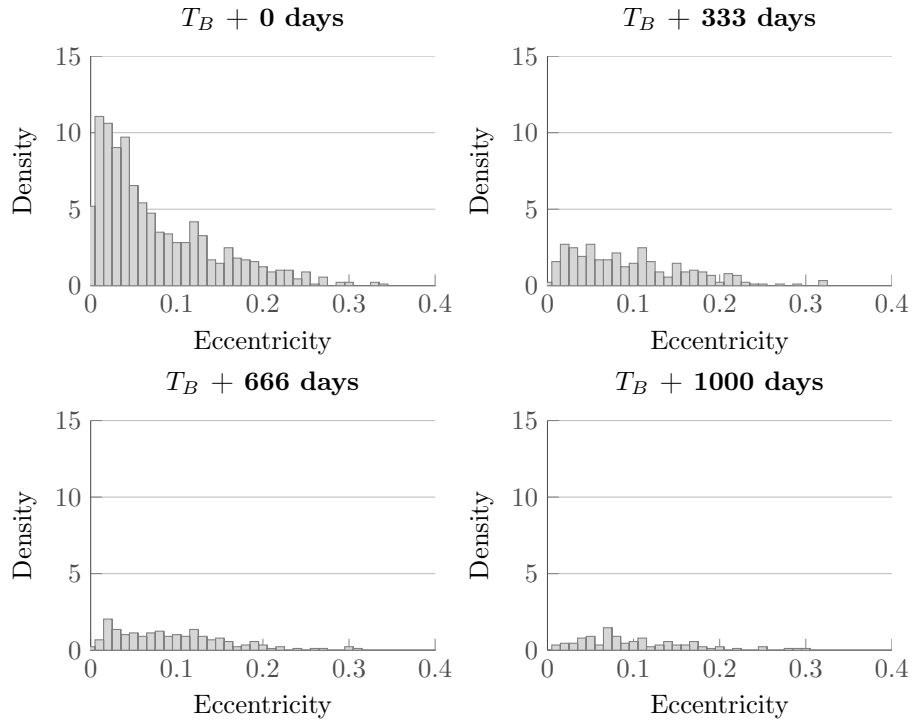 T_B + 0 days
15
10
5
0
Density
0 0.1 0.2 0.3 0.4
Eccentricity
T_B + 333 days
15
10
5
0
Density
0 0.1 0.2 0.3 0.4
Eccentricity
T_B + 666 days
15
10
5
0
Density
0 0.1 0.2 0.3 0.4
Eccentricity
T_B + 1000 days
15
10
5
0
Density
0 0.1 0.2 0.3 0.4
Eccentricity